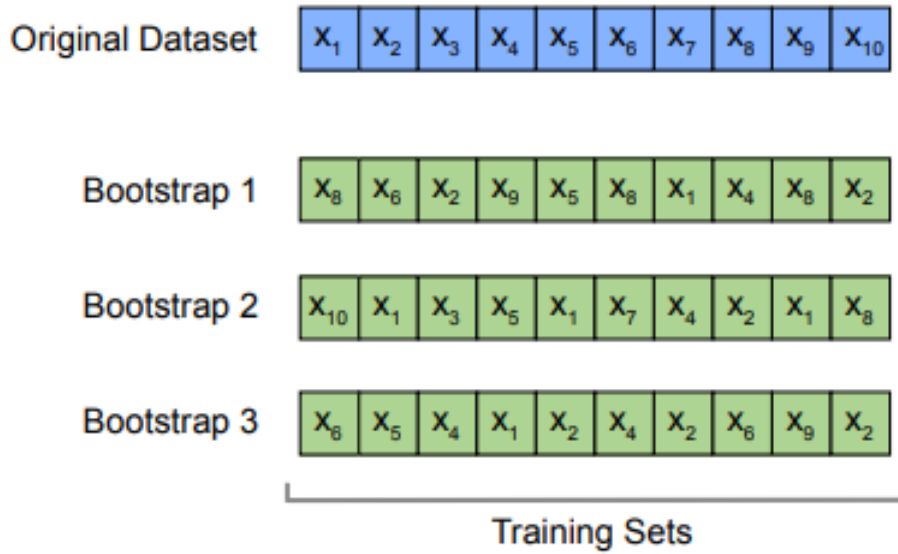 Original Dataset X₁ X₂ X₃ X₄ X₅ X₆ X₇ X₈ X₉ X₁₀
Bootstrap 1 X₈ X₆ X₂ X₉ X₅ X₈ X₁ X₄ X₈ X₂
Bootstrap 2 X₁₀ X₁ X₃ X₅ X₁ X₇ X₄ X₂ X₁ X₈
Bootstrap 3 X₆ X₅ X₄ X₁ X₂ X₄ X₂ X₆ X₉ X₂
Training Sets